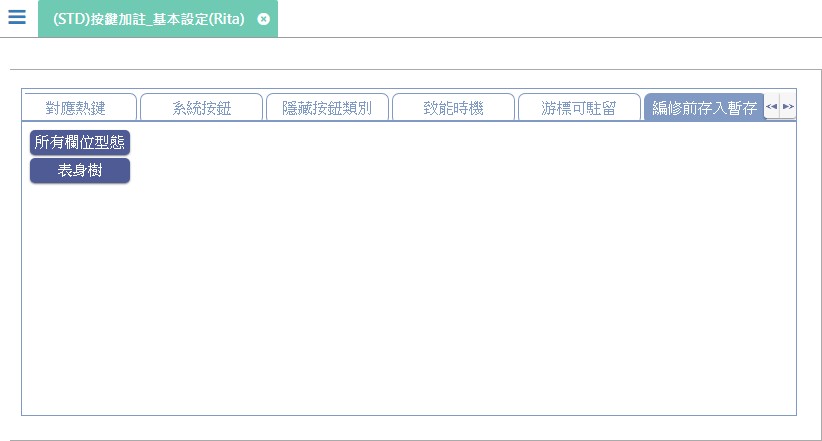 (STD)按鍵加註_基本設定(Rita)
對應熱鍵 系統按鈕 隱藏按鈕類別 致能時機 游標可駐留 編修前存入暫存
所有欄位型態
表身樹